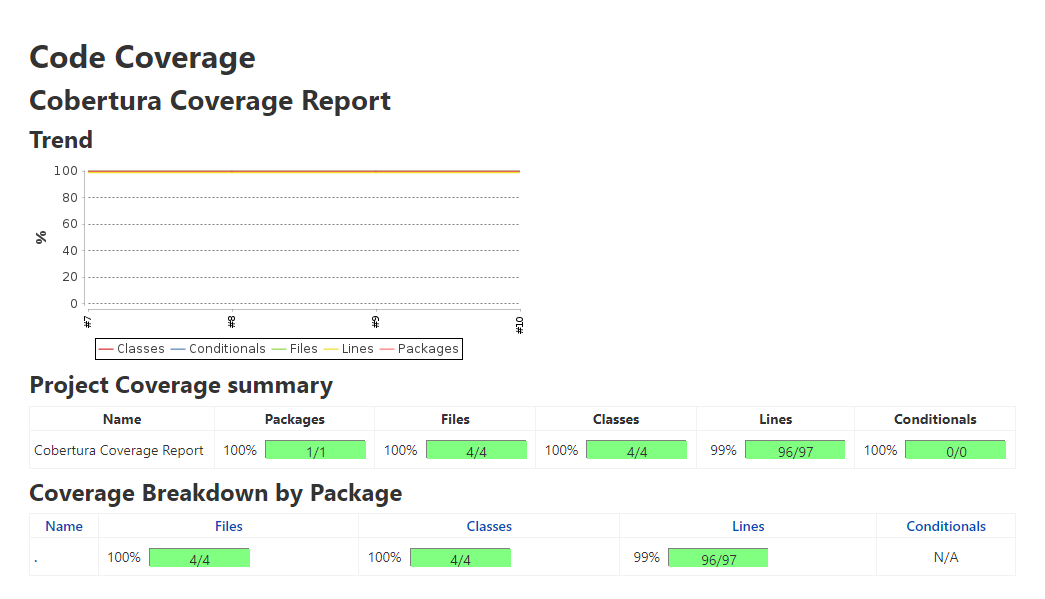 Code Coverage
Cobertura Coverage Report
Trend
100
80
60
40
20
0
%
#7 #8 #9 #10
Classes Conditionals Files Lines Packages
Project Coverage summary
Name Packages Files Classes Lines Conditionals
Cobertura Coverage Report 100% 1/1 100% 4/4 100% 4/4 99% 96/97 100% 0/0
Coverage Breakdown by Package
Name Files Classes Lines Conditionals
. 100% 4/4 100% 4/4 99% 96/97 N/A